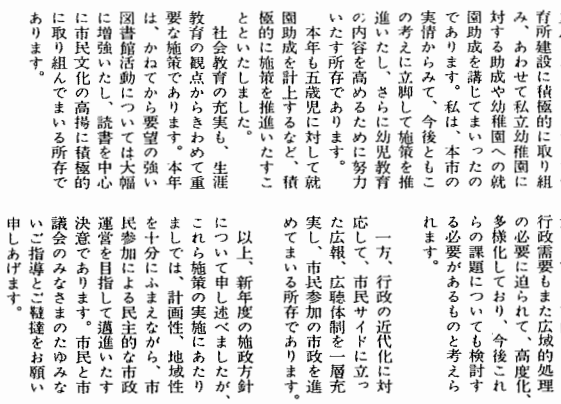 育所建設に積極的に取り組
み、あわせて私立幼稚園に
対する助成や幼稚園への就
園助成を講じてまいったの
であります。私は、本市の
実情からみて、今後ともこ
の考えに立脚して施策を推
進いたし、さらに幼児教育
の内容を高めるために努力
いたす所存であります。
本年も五歳児に対して就
園助成を計上するなど、積
極的に施策を推進いたすこ
とといたしました。
社会教育の充実も、生涯
教育の観点からきわめて重
要な施策であります。本年
は、かねてから要望の強い
図書館活動については大幅
に増強いたし、読書を中心
に市民文化の高揚に積極的
に取り組んでまいる所存で
あります。
行政需要もまた広域的処理
の必要に迫られて、高度化、
多様化しており、今後これ
らの課題についても検討す
る必要があるものと考えら
れます。
一方、行政の近代化に対
応して、市民サイドに立っ
た広報、広聴体制を一層充
実し、市民参加の市政を進
めてまいる所存であります。
以上、新年度の施政方針
について申し述べましたが、
これら施策の実施にあたり
ましては、計画性、地域性
を十分にふまえながら、市
民参加による民主的な市政
運営を目指して邁進いたす
決意であります。市民と市
議会のみなさまのたゆみな
いご指導とご鞭撻をお願い
申しあげます。